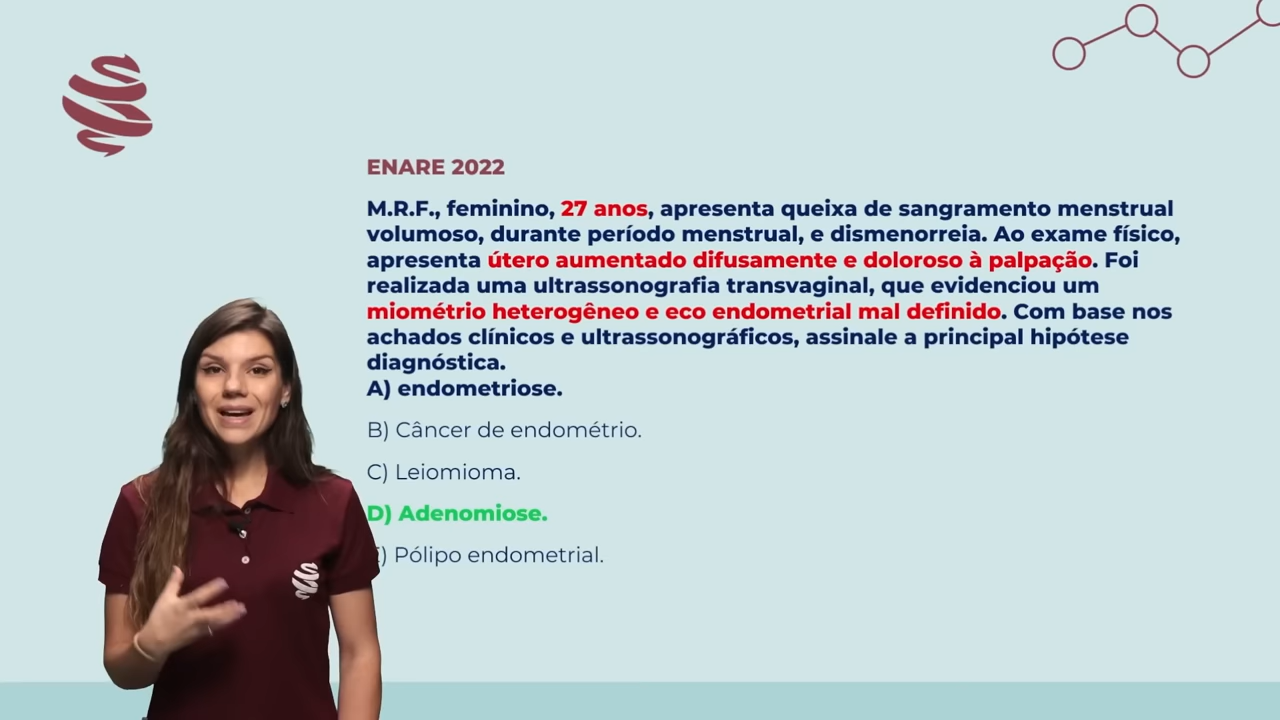 ENARE 2022
M.R.F., feminino, 27 anos, apresenta queixa de sangramento menstrual
volumoso, durante período menstrual, e dismenorreia. Ao exame físico,
apresenta útero aumentado difusamente e doloroso à palpação. Foi
realizada uma ultrassonografia transvaginal, que evidenciou um
miométrio heterogêneo e eco endometrial mal definido. Com base nos
achados clínicos e ultrassonográficos, assinale a principal hipótese
diagnóstica.
A) endometriose.
B) Câncer de endométrio.
C) Leiomioma.
D) Adenomiose.
) Pólipo endometrial.